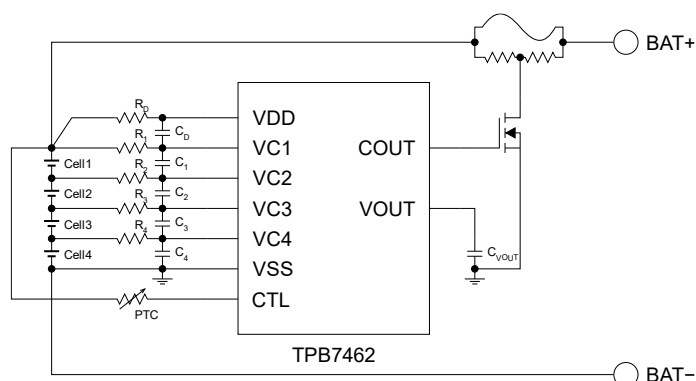 BAT+
R_D
VDD
C_D
R_1
VC1
COUT
Cell1
C_1
R_2
VC2
Cell2
C_2
R_3
VC3
VOUT
Cell3
C_3
R_4
VC4
Cell4
C_4
C_VOUT
VSS
CTL
PTC
TPB7462
BAT−